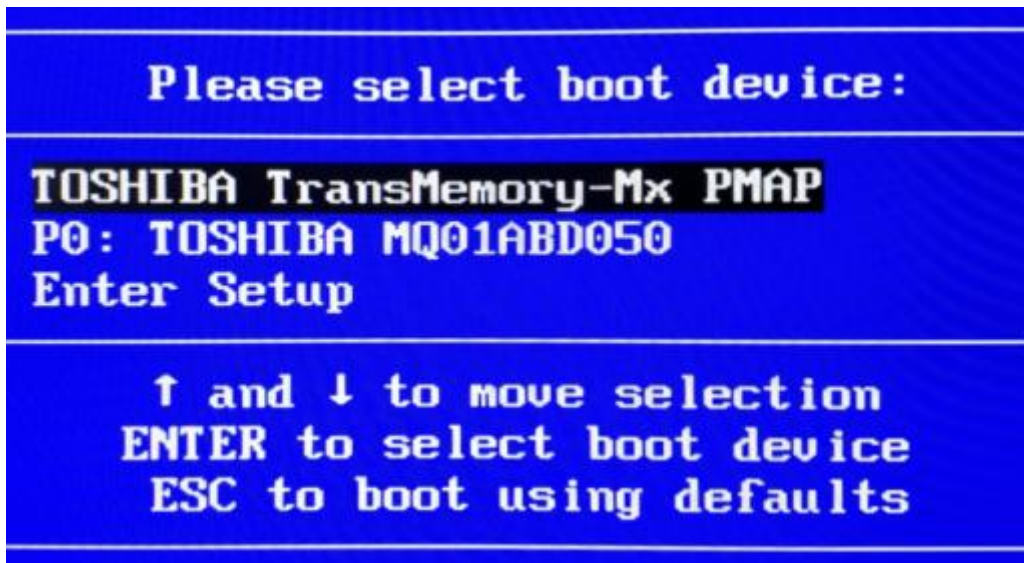 Please select boot device:
TOSHIBA TransMemory-Mx PMAP
P0: TOSHIBA MQ01ABD050
Enter Setup
↑ and ↓ to move selection
ENTER to select boot device
ESC to boot using defaults